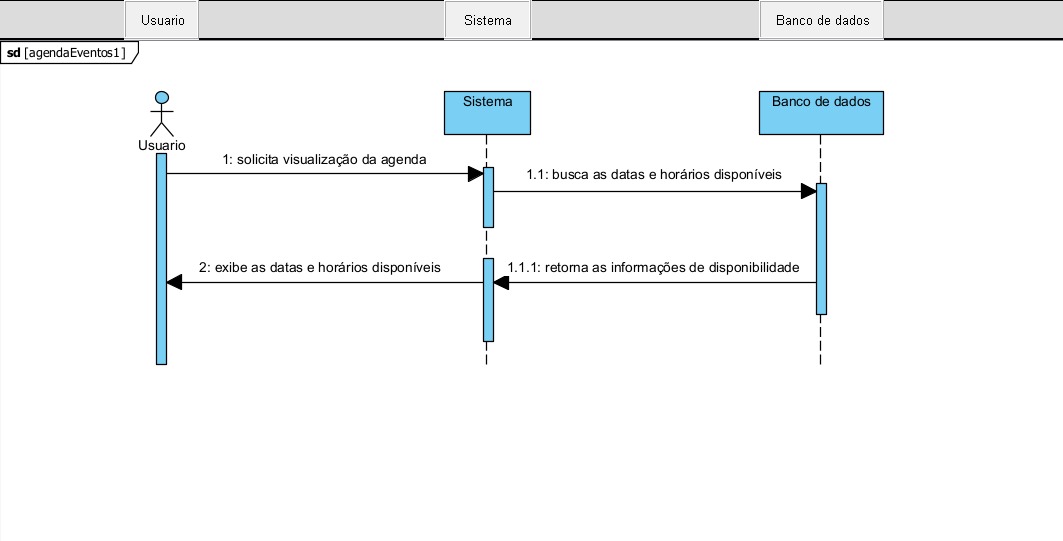 Usuario Sistema Banco de dados
sd [agendaEventos1]
Sistema Banco de dados
Usuario
1: solicita visualização da agenda
1.1: busca as datas e horários disponíveis
2: exibe as datas e horários disponíveis
1.1.1: retorna as informações de disponibilidade